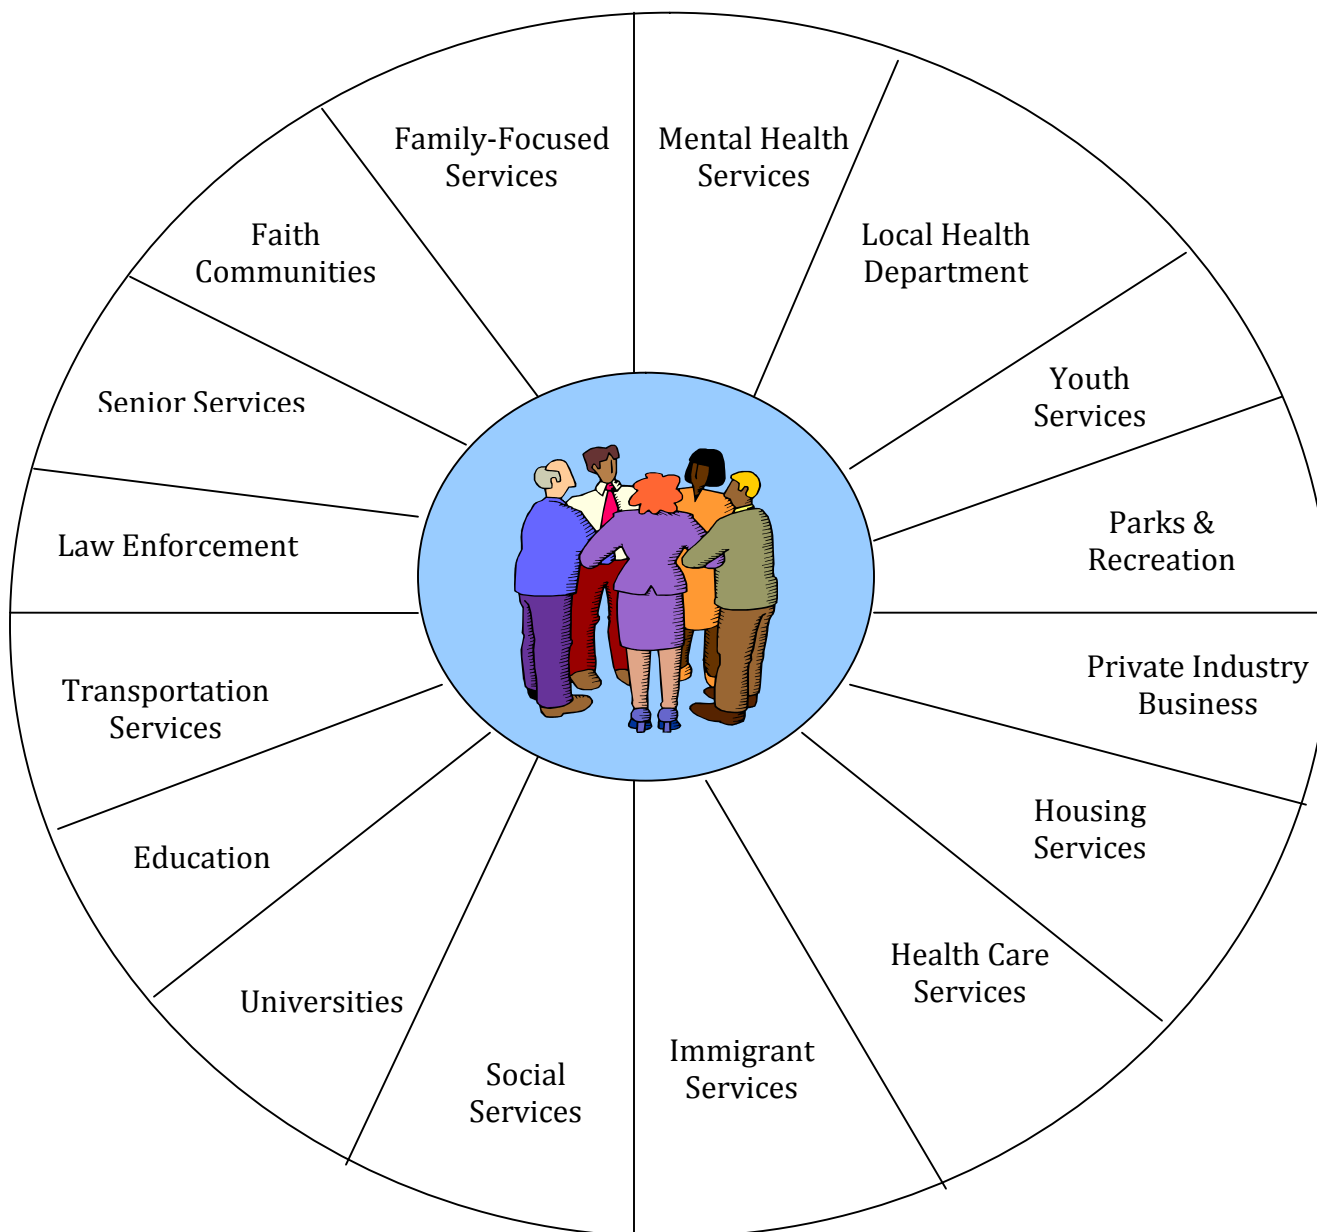 Family-Focused
Services
Mental Health
Services
Local Health
Department
Youth
Services
Parks &
Recreation
Private Industry
Business
Housing
Services
Health Care
Services
Immigrant
Services
Social
Services
Universities
Education
Transportation
Services
Law Enforcement
Senior Services
Faith
Communities